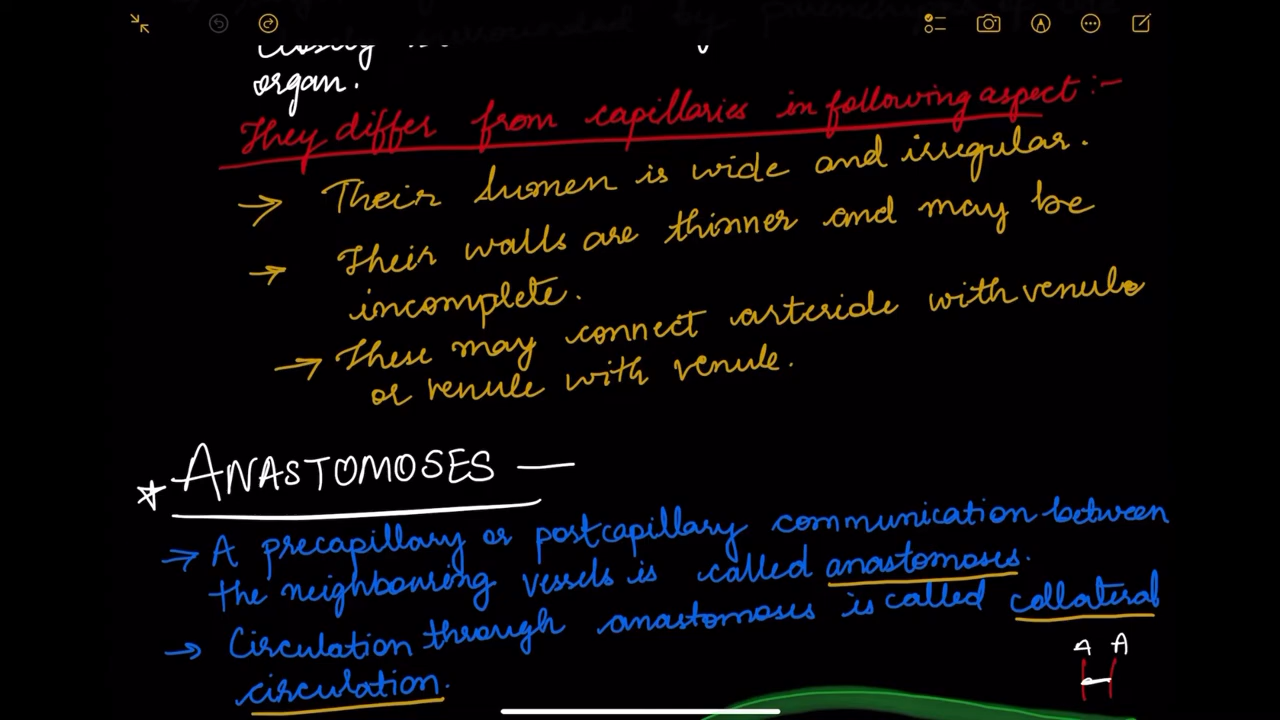 organ.
They differ from capillaries in following aspect :-
→ Their lumen is wide and irregular.
→ Their walls are thinner and may be
incomplete.
→ These may connect arteriole with venule
or venule with venule.
* ANASTOMOSES —
→ A precapillary or postcapillary communication between
the neighbouring vessels is called anastomoses.
→ Circulation through anastomoses is called collateral
circulation.
A A